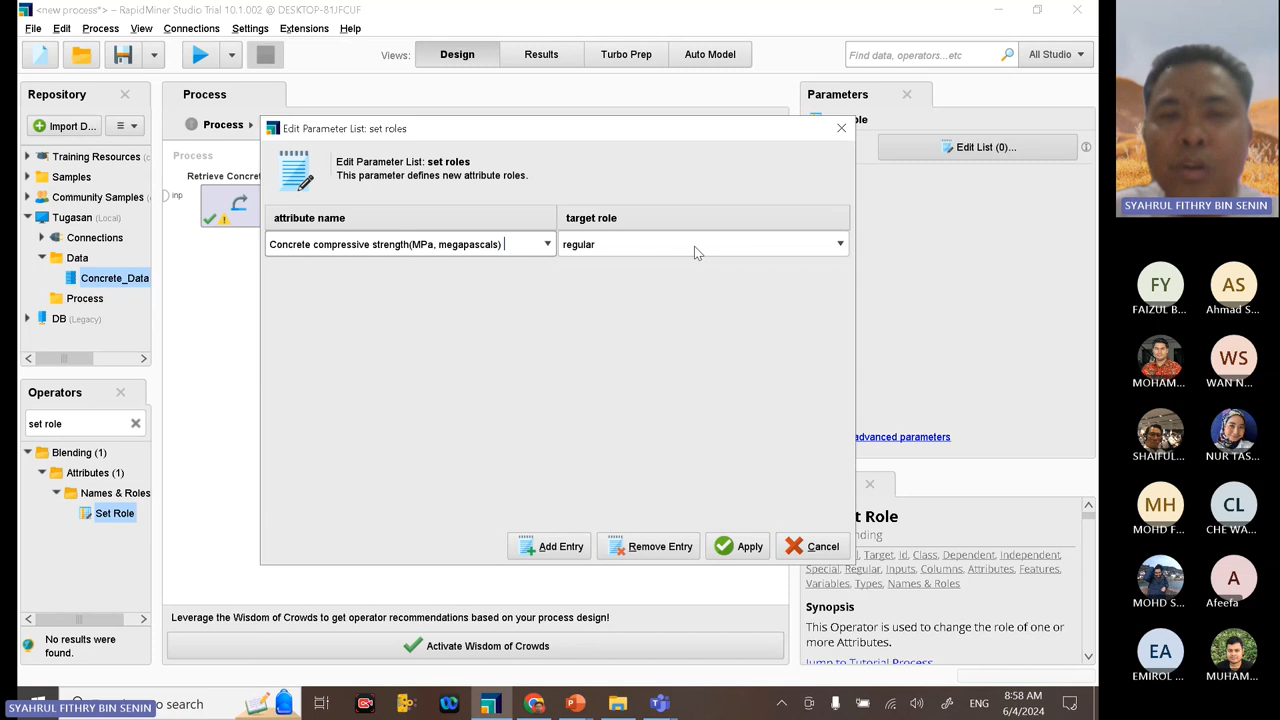 <new process*> – RapidMiner Studio Trial 10.1.002 @ DESKTOP-81JFCUF
File Edit Process View Connections Settings Extensions Help
Views: Design Results Turbo Prep Auto Model
Find data, operators...etc
All Studio
Repository
Import D...
Training Resources
Samples
Community Samples
Tugasan (Local)
Connections
Data
Concrete_Data
Process
DB (Legacy)
Operators
set role
Blending (1)
Attributes (1)
Names & Roles
Set Role
No results were
found.
Process
Process
Process
Retrieve Concret
inp
Edit Parameter List: set roles
Edit Parameter List: set roles
This parameter defines new attribute roles.
attribute name target role
Concrete compressive strength(MPa, megapascals) regular
Add Entry Remove Entry Apply Cancel
Leverage the Wisdom of Crowds to get operator recommendations based on your process design!
Activate Wisdom of Crowds
Parameters
Edit List (0)...
advanced parameters
t Role
Target, Id, Class, Dependent, Independent,
Special, Regular, Inputs, Columns, Attributes, Features,
Variables, Types, Names & Roles
Synopsis
This Operator is used to change the role of one or
more Attributes.
Jump to Tutorial Process
SYAHRUL FITHRY BIN SENIN
FY
FAIZUL B...
AS
Ahmad S...
MOHAM...
WS
WAN N...
SHAIFUL...
NUR TAS...
MH
MOHD F...
CL
CHE WA...
MOHD S...
A
Afeefa
EA
EMIROL ...
MUHAM...
SYAHRUL FITHRY BIN SENIN
o search
ENG
8:58 AM
6/4/2024